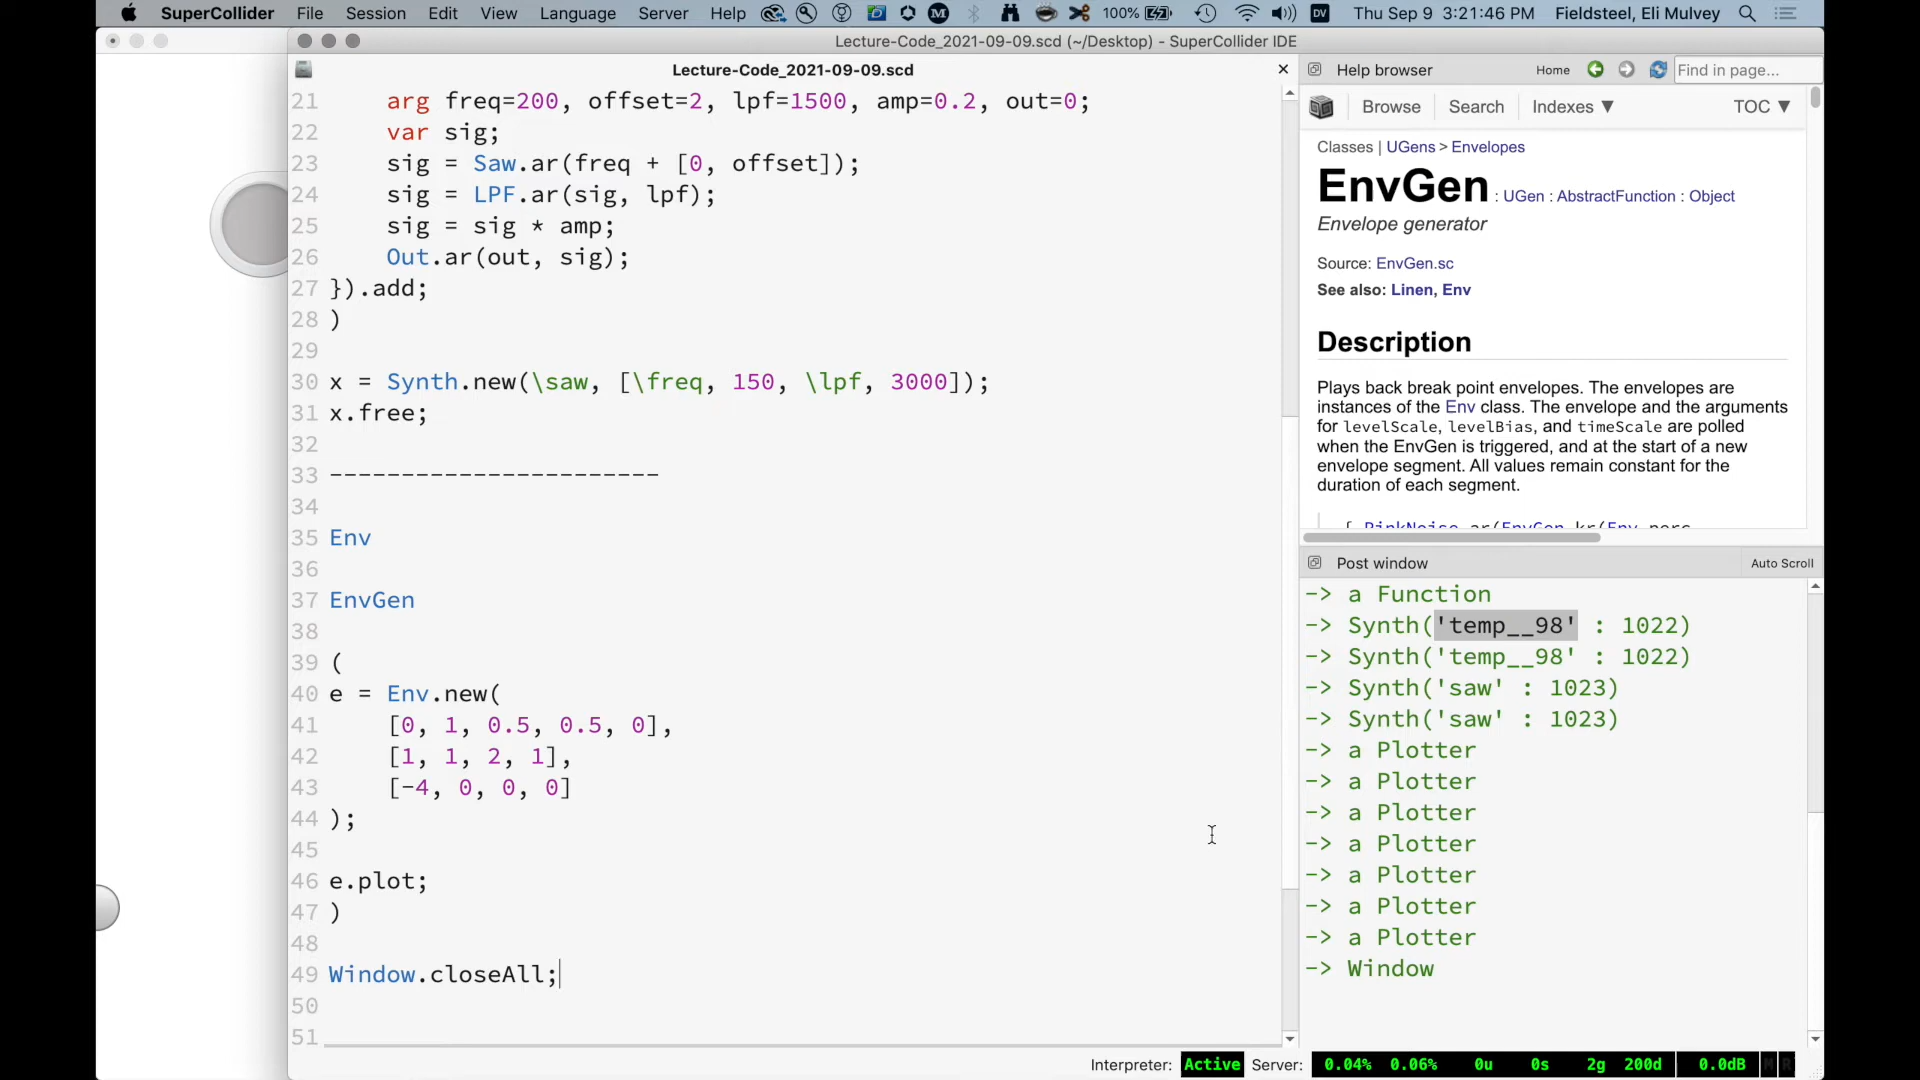 SuperCollider File Session Edit View Language Server Help 100% Thu Sep 9 3:21:46 PM Fieldsteel, Eli Mulvey
Lecture-Code_2021-09-09.scd (~/Desktop) - SuperCollider IDE
Lecture-Code_2021-09-09.scd
21 arg freq=200, offset=2, lpf=1500, amp=0.2, out=0;
22 var sig;
23 sig = Saw.ar(freq + [0, offset]);
24 sig = LPF.ar(sig, lpf);
25 sig = sig * amp;
26 Out.ar(out, sig);
27 }).add;
28 )
29
30 x = Synth.new(\saw, [\freq, 150, \lpf, 3000]);
31 x.free;
32
33 -----------------------
34
35 Env
36
37 EnvGen
38
39 (
40 e = Env.new(
41 [0, 1, 0.5, 0.5, 0],
42 [1, 1, 2, 1],
43 [-4, 0, 0, 0]
44 );
45
46 e.plot;
47 )
48
49 Window.closeAll;
50
51
Help browser Home Find in page...
Browse Search Indexes ▼ TOC ▼
Classes | UGens > Envelopes
EnvGen : UGen : AbstractFunction : Object
Envelope generator
Source: EnvGen.sc
See also: Linen, Env
Description
Plays back break point envelopes. The envelopes are
instances of the Env class. The envelope and the arguments
for levelScale, levelBias, and timeScale are polled
when the EnvGen is triggered, and at the start of a new
envelope segment. All values remain constant for the
duration of each segment.
{ PinkNoise.ar(EnvGen.kr(Env.perc
Post window Auto Scroll
-> a Function
-> Synth('temp__98' : 1022)
-> Synth('temp__98' : 1022)
-> Synth('saw' : 1023)
-> Synth('saw' : 1023)
-> a Plotter
-> a Plotter
-> a Plotter
-> a Plotter
-> a Plotter
-> a Plotter
-> a Plotter
-> Window
Interpreter: Active Server: 0.04% 0.06% 0u 0s 2g 200d 0.0dB M R